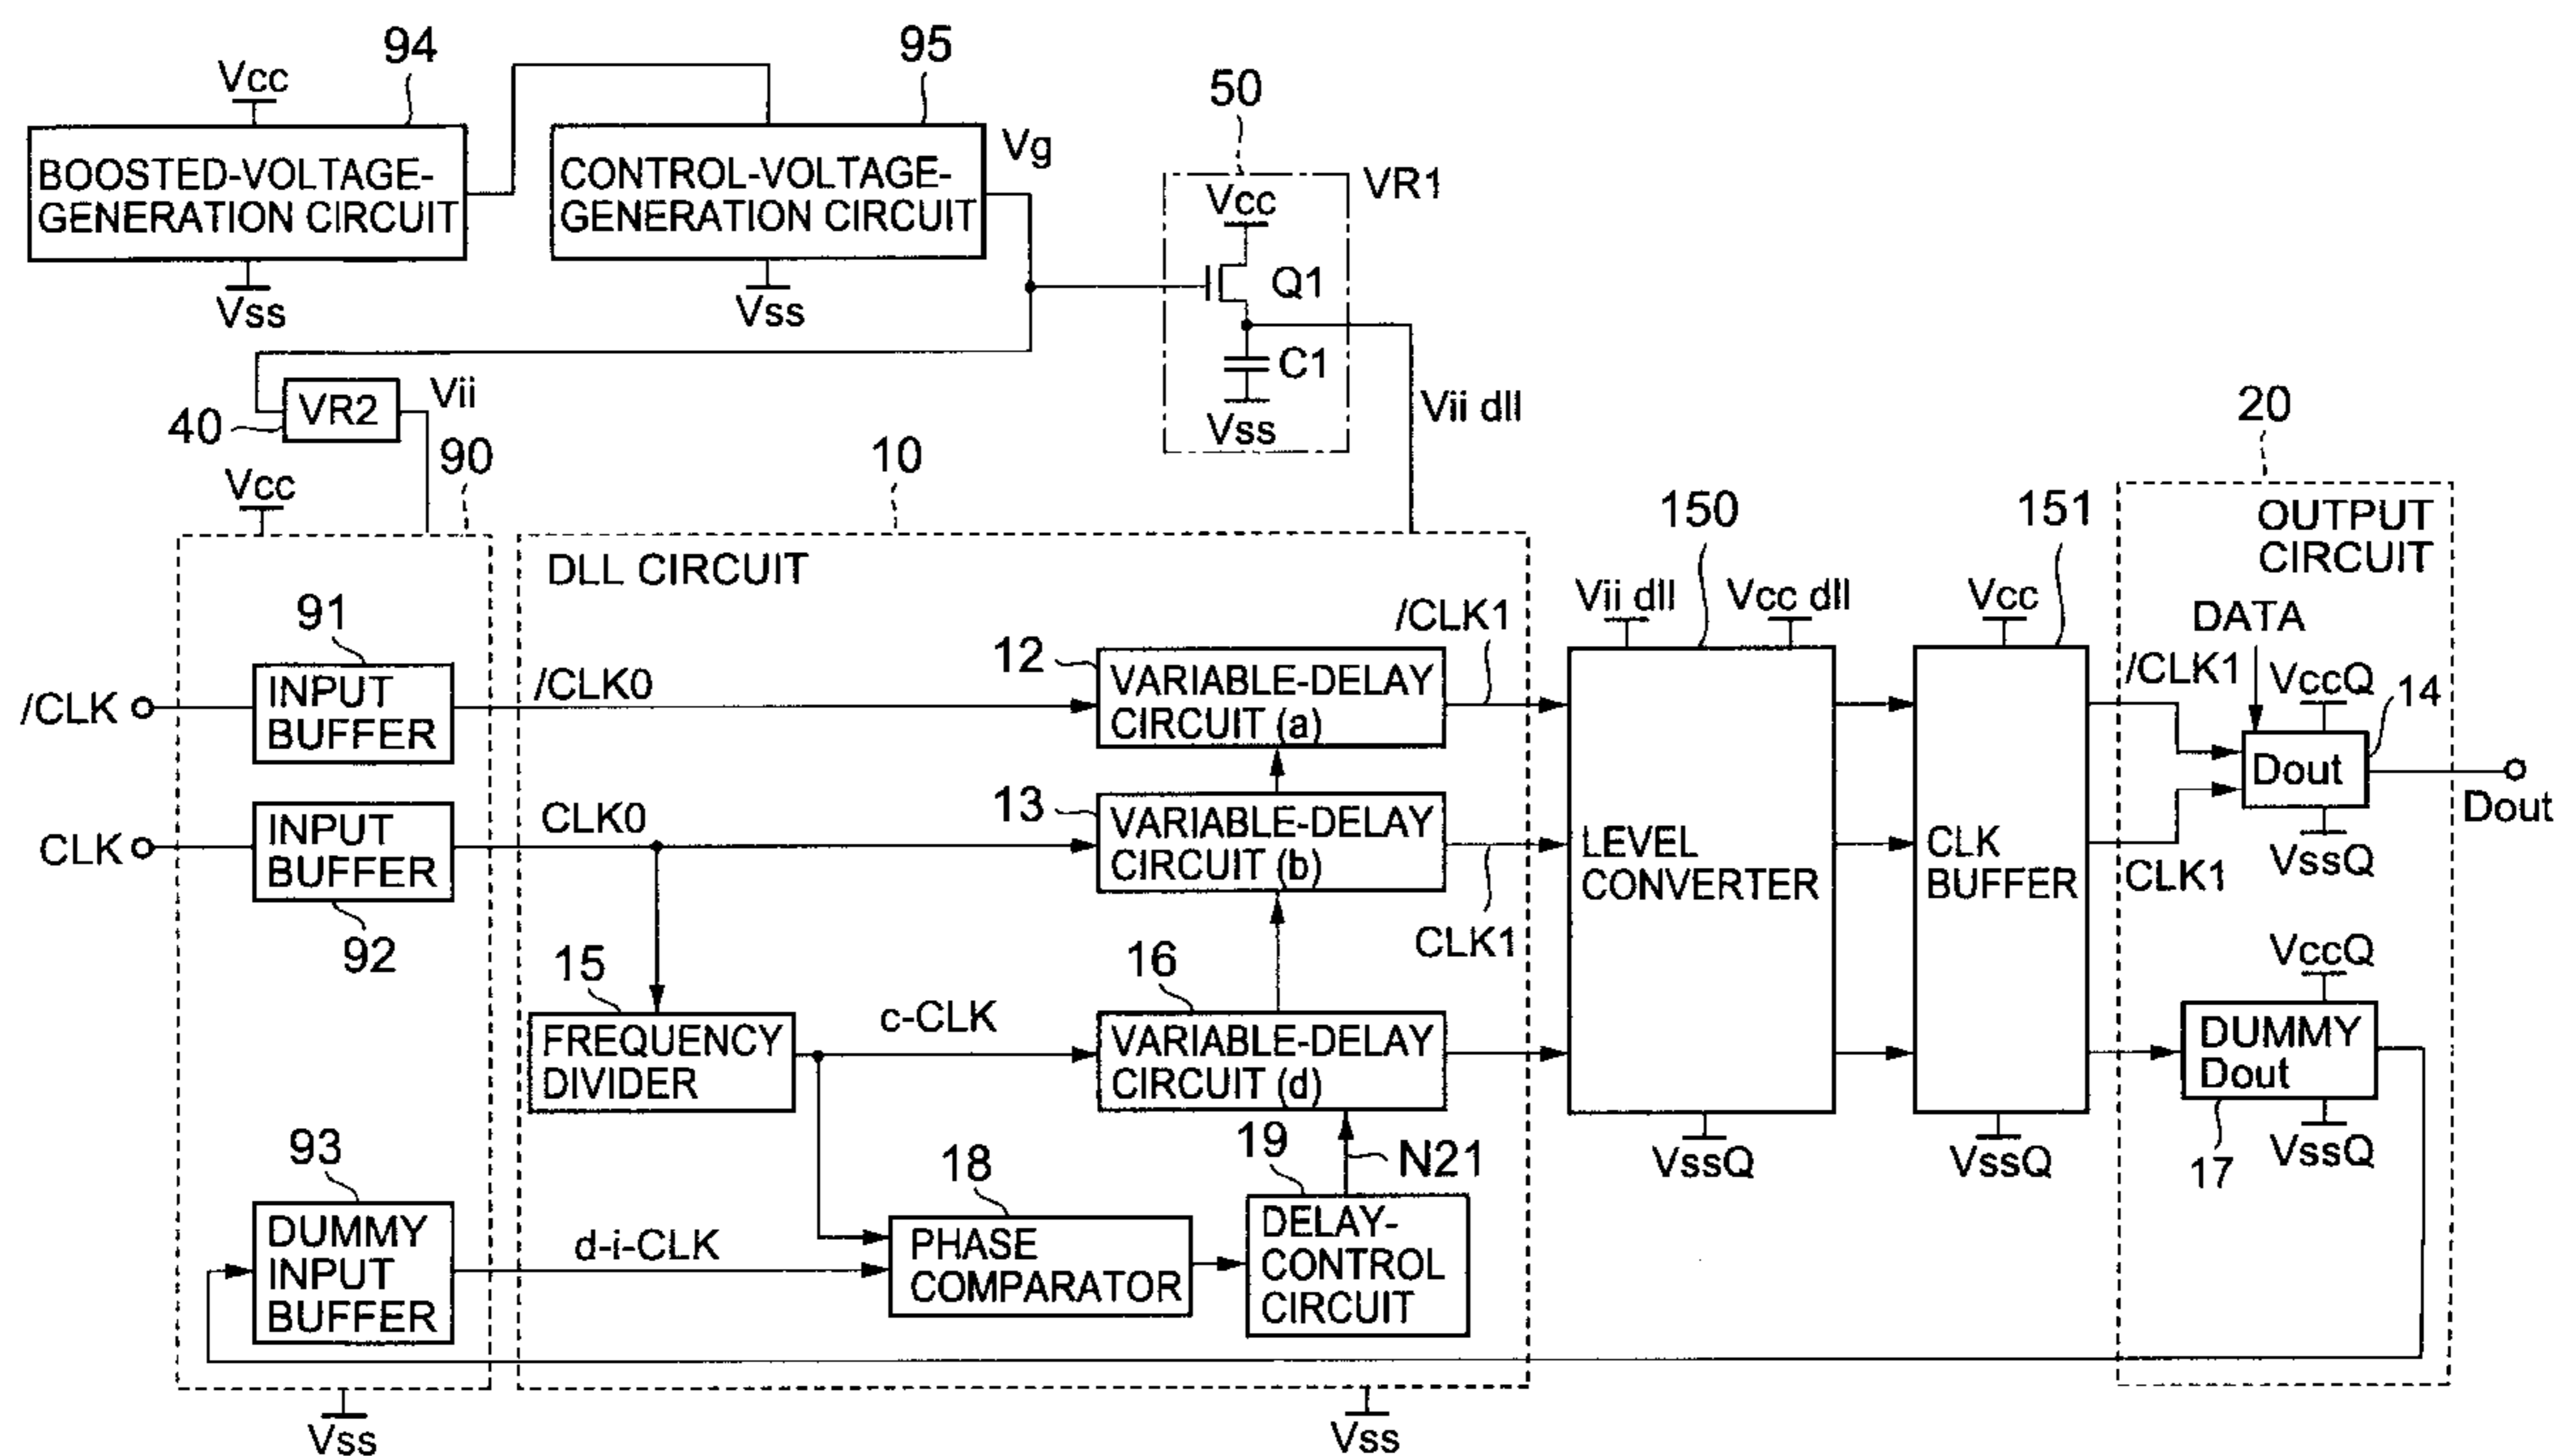 94
95
Vcc
50
BOOSTED-VOLTAGE-
GENERATION CIRCUIT
CONTROL-VOLTAGE-
GENERATION CIRCUIT
Vg
VR1
Vcc
Q1
Vss
Vss
C1
Vss
Vii dll
VR2
Vii
40
20
90
10
Vcc
150
151
OUTPUT
CIRCUIT
DLL CIRCUIT
Vii dll
Vcc dll
Vcc
DATA
91
/CLK1
12
/CLK1
VccQ
14
/CLK
INPUT
BUFFER
/CLK0
VARIABLE-DELAY
CIRCUIT (a)
Dout
Dout
13
CLK
INPUT
BUFFER
CLK0
VARIABLE-DELAY
CIRCUIT (b)
LEVEL
CONVERTER
CLK
BUFFER
VssQ
CLK1
92
CLK1
15
c-CLK
16
VccQ
FREQUENCY
DIVIDER
VARIABLE-DELAY
CIRCUIT (d)
DUMMY
Dout
93
18
19
N21
VssQ
VssQ
17
VssQ
DUMMY
INPUT
BUFFER
d-i-CLK
PHASE
COMPARATOR
DELAY-
CONTROL
CIRCUIT
Vss
Vss